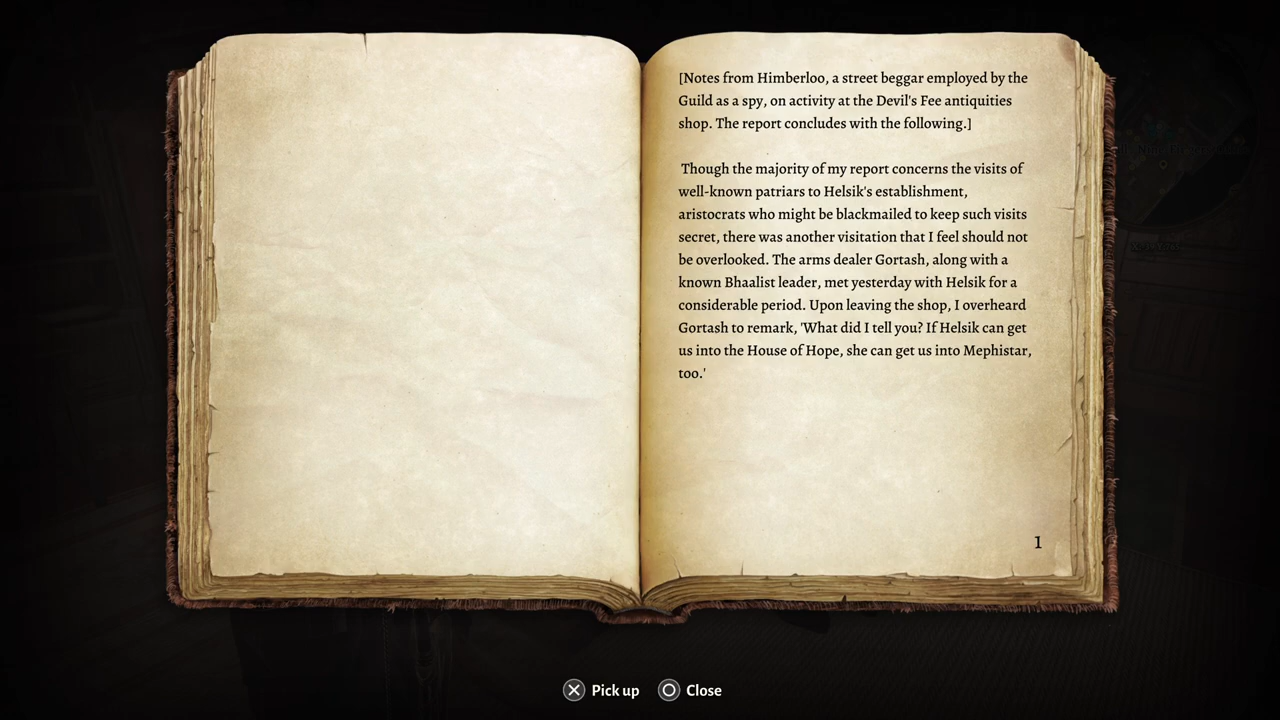 [Notes from Himberloo, a street beggar employed by the
Guild as a spy, on activity at the Devil's Fee antiquities
shop. The report concludes with the following.]
Though the majority of my report concerns the visits of
well-known patriars to Helsik's establishment,
aristocrats who might be blackmailed to keep such visits
secret, there was another visitation that I feel should not
be overlooked. The arms dealer Gortash, along with a
known Bhaalist leader, met yesterday with Helsik for a
considerable period. Upon leaving the shop, I overheard
Gortash to remark, 'What did I tell you? If Helsik can get
us into the House of Hope, she can get us into Mephistar,
too.'
1
Pick up
Close